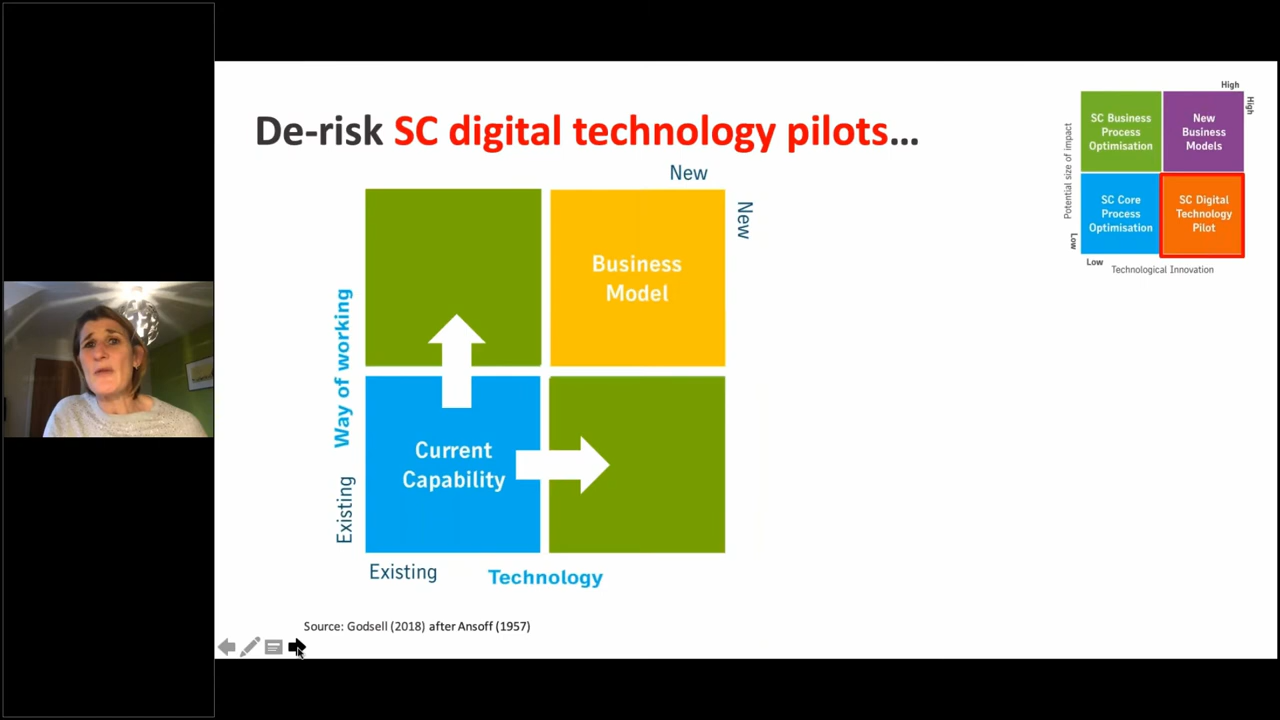 De-risk SC digital technology pilots...
New
New
Business
Model
Way of working
Existing
Current
Capability
Existing
Technology
Source: Godsell (2018) after Ansoff (1957)
High
High
SC Business
Process
Optimisation
New
Business
Models
Potential size of impact
SC Core
Process
Optimisation
SC Digital
Technology
Pilot
Low
Low
Technological Innovation